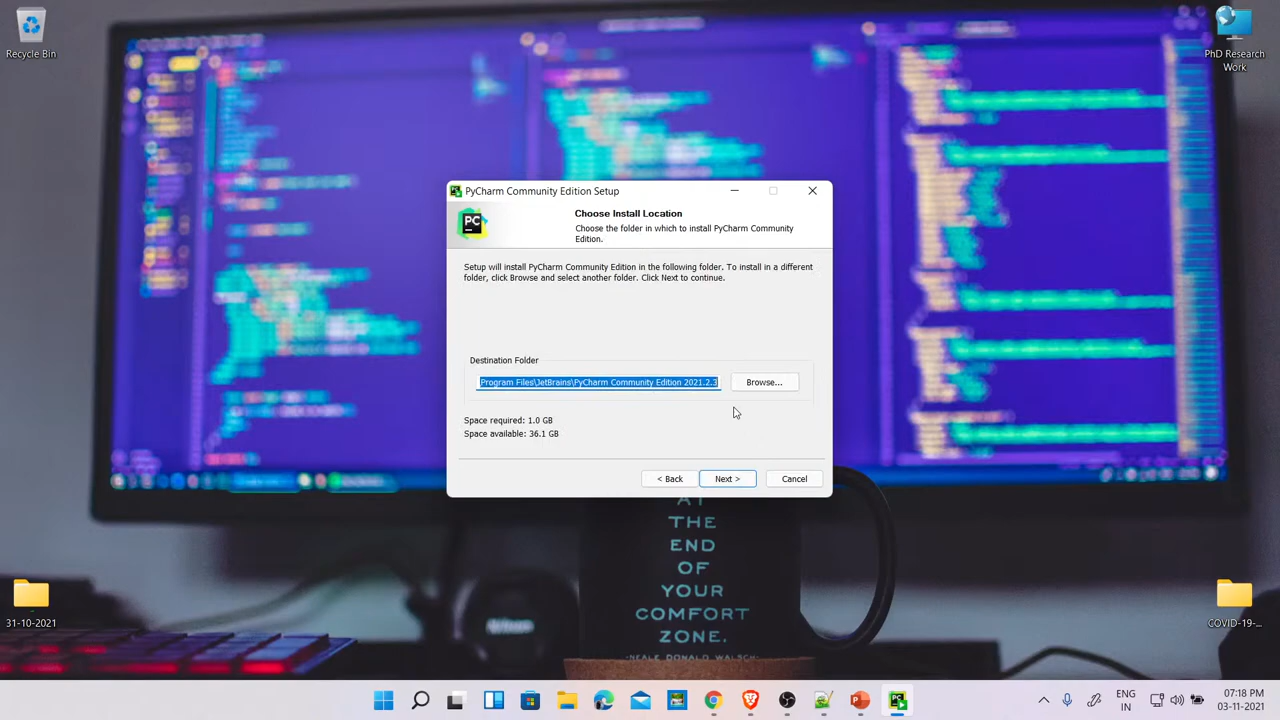 Recycle Bin
PhD Research
Work
PyCharm Community Edition Setup
PC
Choose Install Location
Choose the folder in which to install PyCharm Community
Edition.
Setup will install PyCharm Community Edition in the following folder. To install in a different
folder, click Browse and select another folder. Click Next to continue.
Destination Folder
Program Files\JetBrains\PyCharm Community Edition 2021.2.3
Browse...
Space required: 1.0 GB
Space available: 36.1 GB
< Back
Next >
Cancel
AT
THE
END
OF
YOUR
COMFORT
ZONE.
-NEALE DONALD WALSCH-
31-10-2021
COVID-19-...
ENG
IN
07:18 PM
03-11-2021